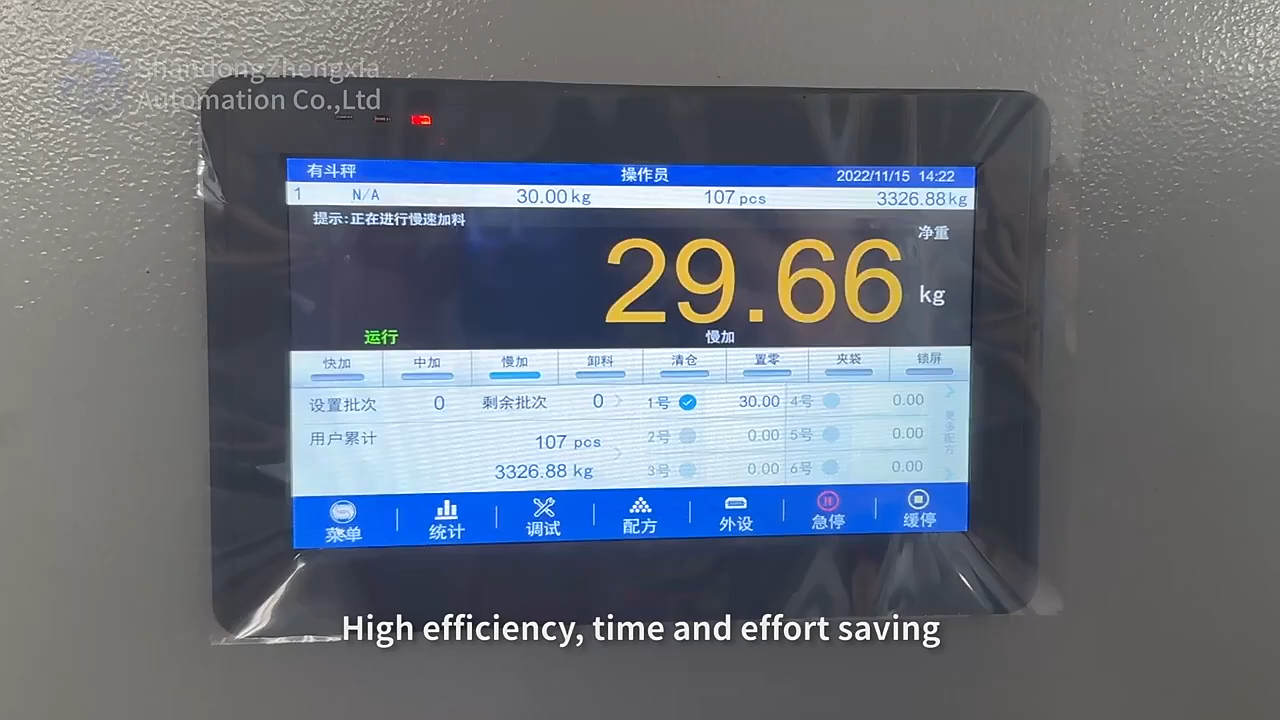 ShandongZhengxia
Automation Co.,Ltd
有斗秤 操作员 2022/11/15 14:22
1 N/A 30.00kg 107 pcs 3326.88kg
提示:正在进行慢速加料
净重
29.66 kg
运行 慢加
快加 中加 慢加 卸料 清仓 置零 夹袋 锁屏
设置批次 0 剩余批次 0 1号 30.00 4号 0.00
用户累计 107 pcs 2号 0.00 5号 0.00
3326.88 kg 3号 0.00 6号 0.00
更多配方
菜单 统计 调试 配方 外设 急停 缓停
High efficiency, time and effort saving